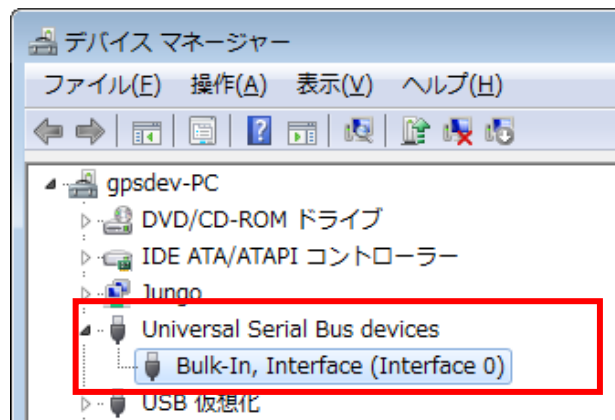 デバイス マネージャー
ファイル(F) 操作(A) 表示(V) ヘルプ(H)
gpsdev-PC
DVD/CD-ROM ドライブ
IDE ATA/ATAPI コントローラー
Jungo
Universal Serial Bus devices
Bulk-In, Interface (Interface 0)
USB 仮想化